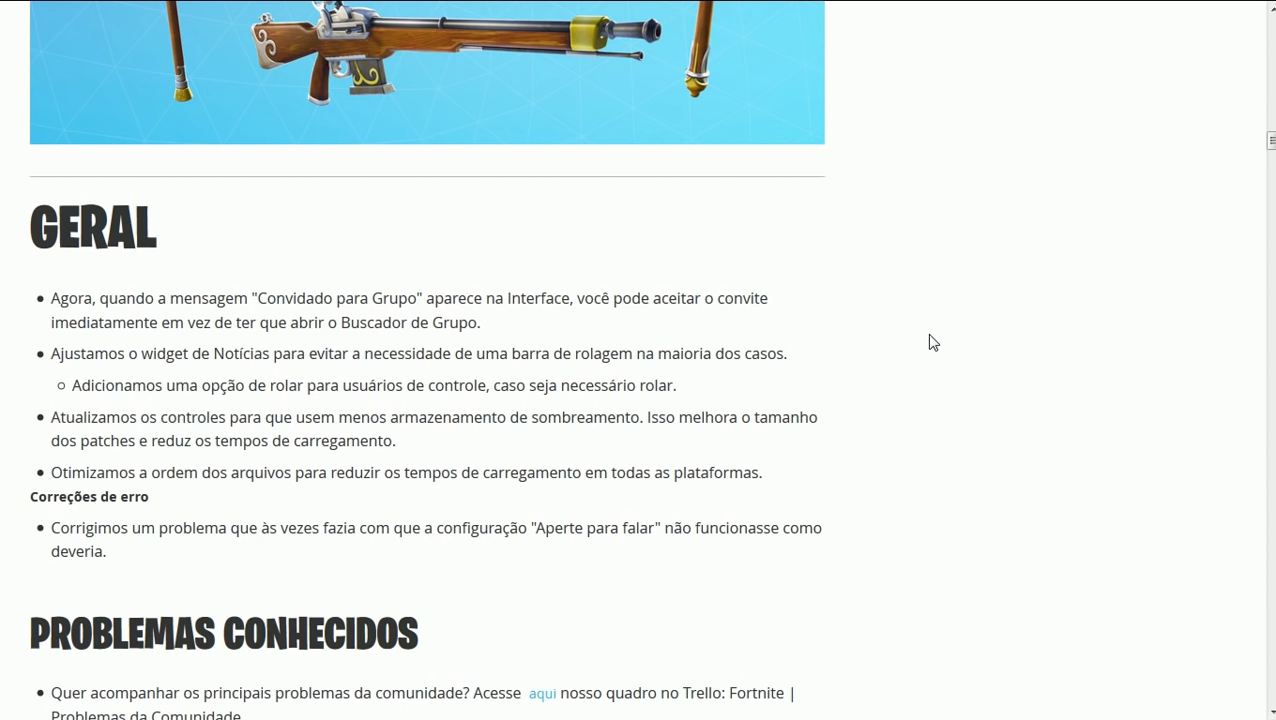 GERAL
Agora, quando a mensagem "Convidado para Grupo" aparece na Interface, você pode aceitar o convite
imediatamente em vez de ter que abrir o Buscador de Grupo.
Ajustamos o widget de Notícias para evitar a necessidade de uma barra de rolagem na maioria dos casos.
Adicionamos uma opção de rolar para usuários de controle, caso seja necessário rolar.
Atualizamos os controles para que usem menos armazenamento de sombreamento. Isso melhora o tamanho
dos patches e reduz os tempos de carregamento.
Otimizamos a ordem dos arquivos para reduzir os tempos de carregamento em todas as plataformas.
Correções de erro
Corrigimos um problema que às vezes fazia com que a configuração "Aperte para falar" não funcionasse como
deveria.
PROBLEMAS CONHECIDOS
Quer acompanhar os principais problemas da comunidade? Acesse aqui nosso quadro no Trello: Fortnite |
Problemas da Comunidade